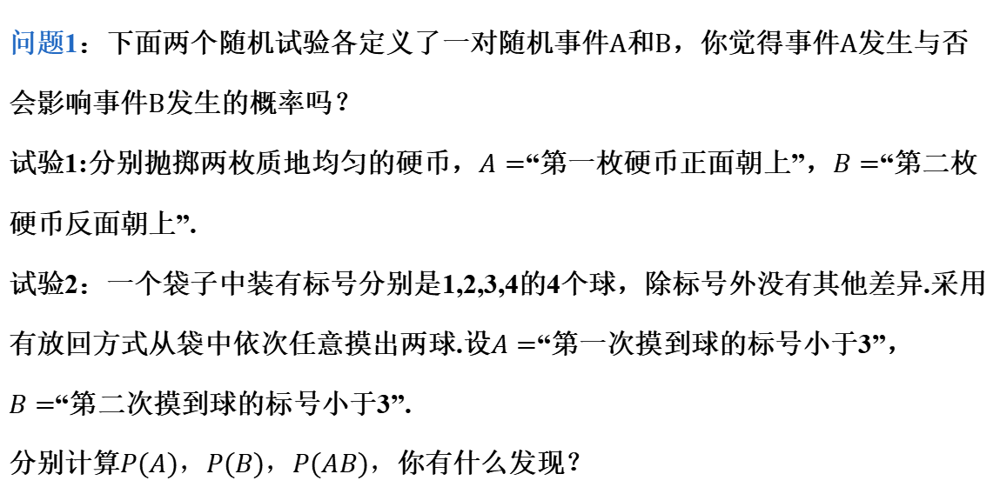 问题1：下面两个随机试验各定义了一对随机事件A和B，你觉得事件A发生与否
会影响事件B发生的概率吗？
试验1:分别抛掷两枚质地均匀的硬币，A =“第一枚硬币正面朝上”，B =“第二枚
硬币反面朝上”.
试验2：一个袋子中装有标号分别是1,2,3,4的4个球，除标号外没有其他差异.采用
有放回方式从袋中依次任意摸出两球.设A =“第一次摸到球的标号小于3”，
B =“第二次摸到球的标号小于3”.
分别计算P(A)，P(B)，P(AB)，你有什么发现？